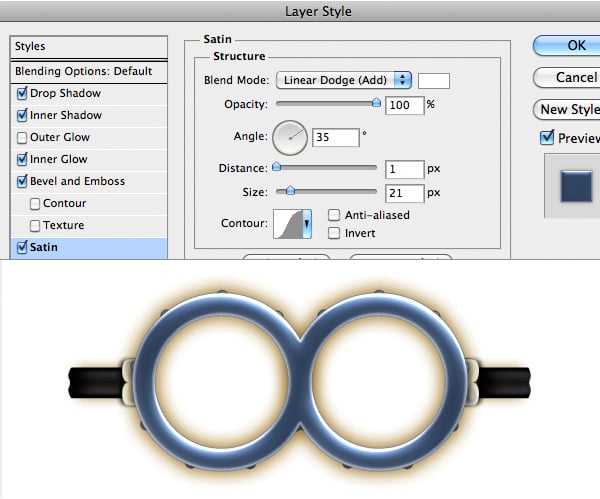 Layer Style
Styles
Blending Options: Default
Drop Shadow
Inner Shadow
Outer Glow
Inner Glow
Bevel and Emboss
Contour
Texture
Satin
Satin
Structure
Blend Mode: Linear Dodge (Add)
Opacity: 100 %
Angle: 35 °
Distance: 1 px
Size: 21 px
Contour: Anti-aliased
Invert
OK
Cancel
New Style
Preview